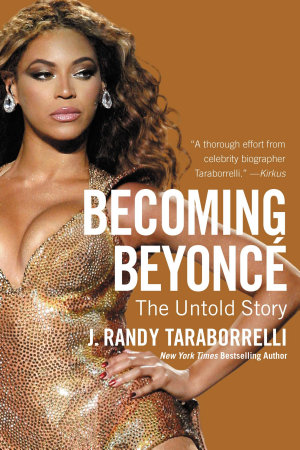 “A thorough effort from
celebrity biographer
Taraborrelli.” —Kirkus
BECOMING
BEYONCÉ
The Untold Story
J. RANDY TARABORRELLI
New York Times Bestselling Author